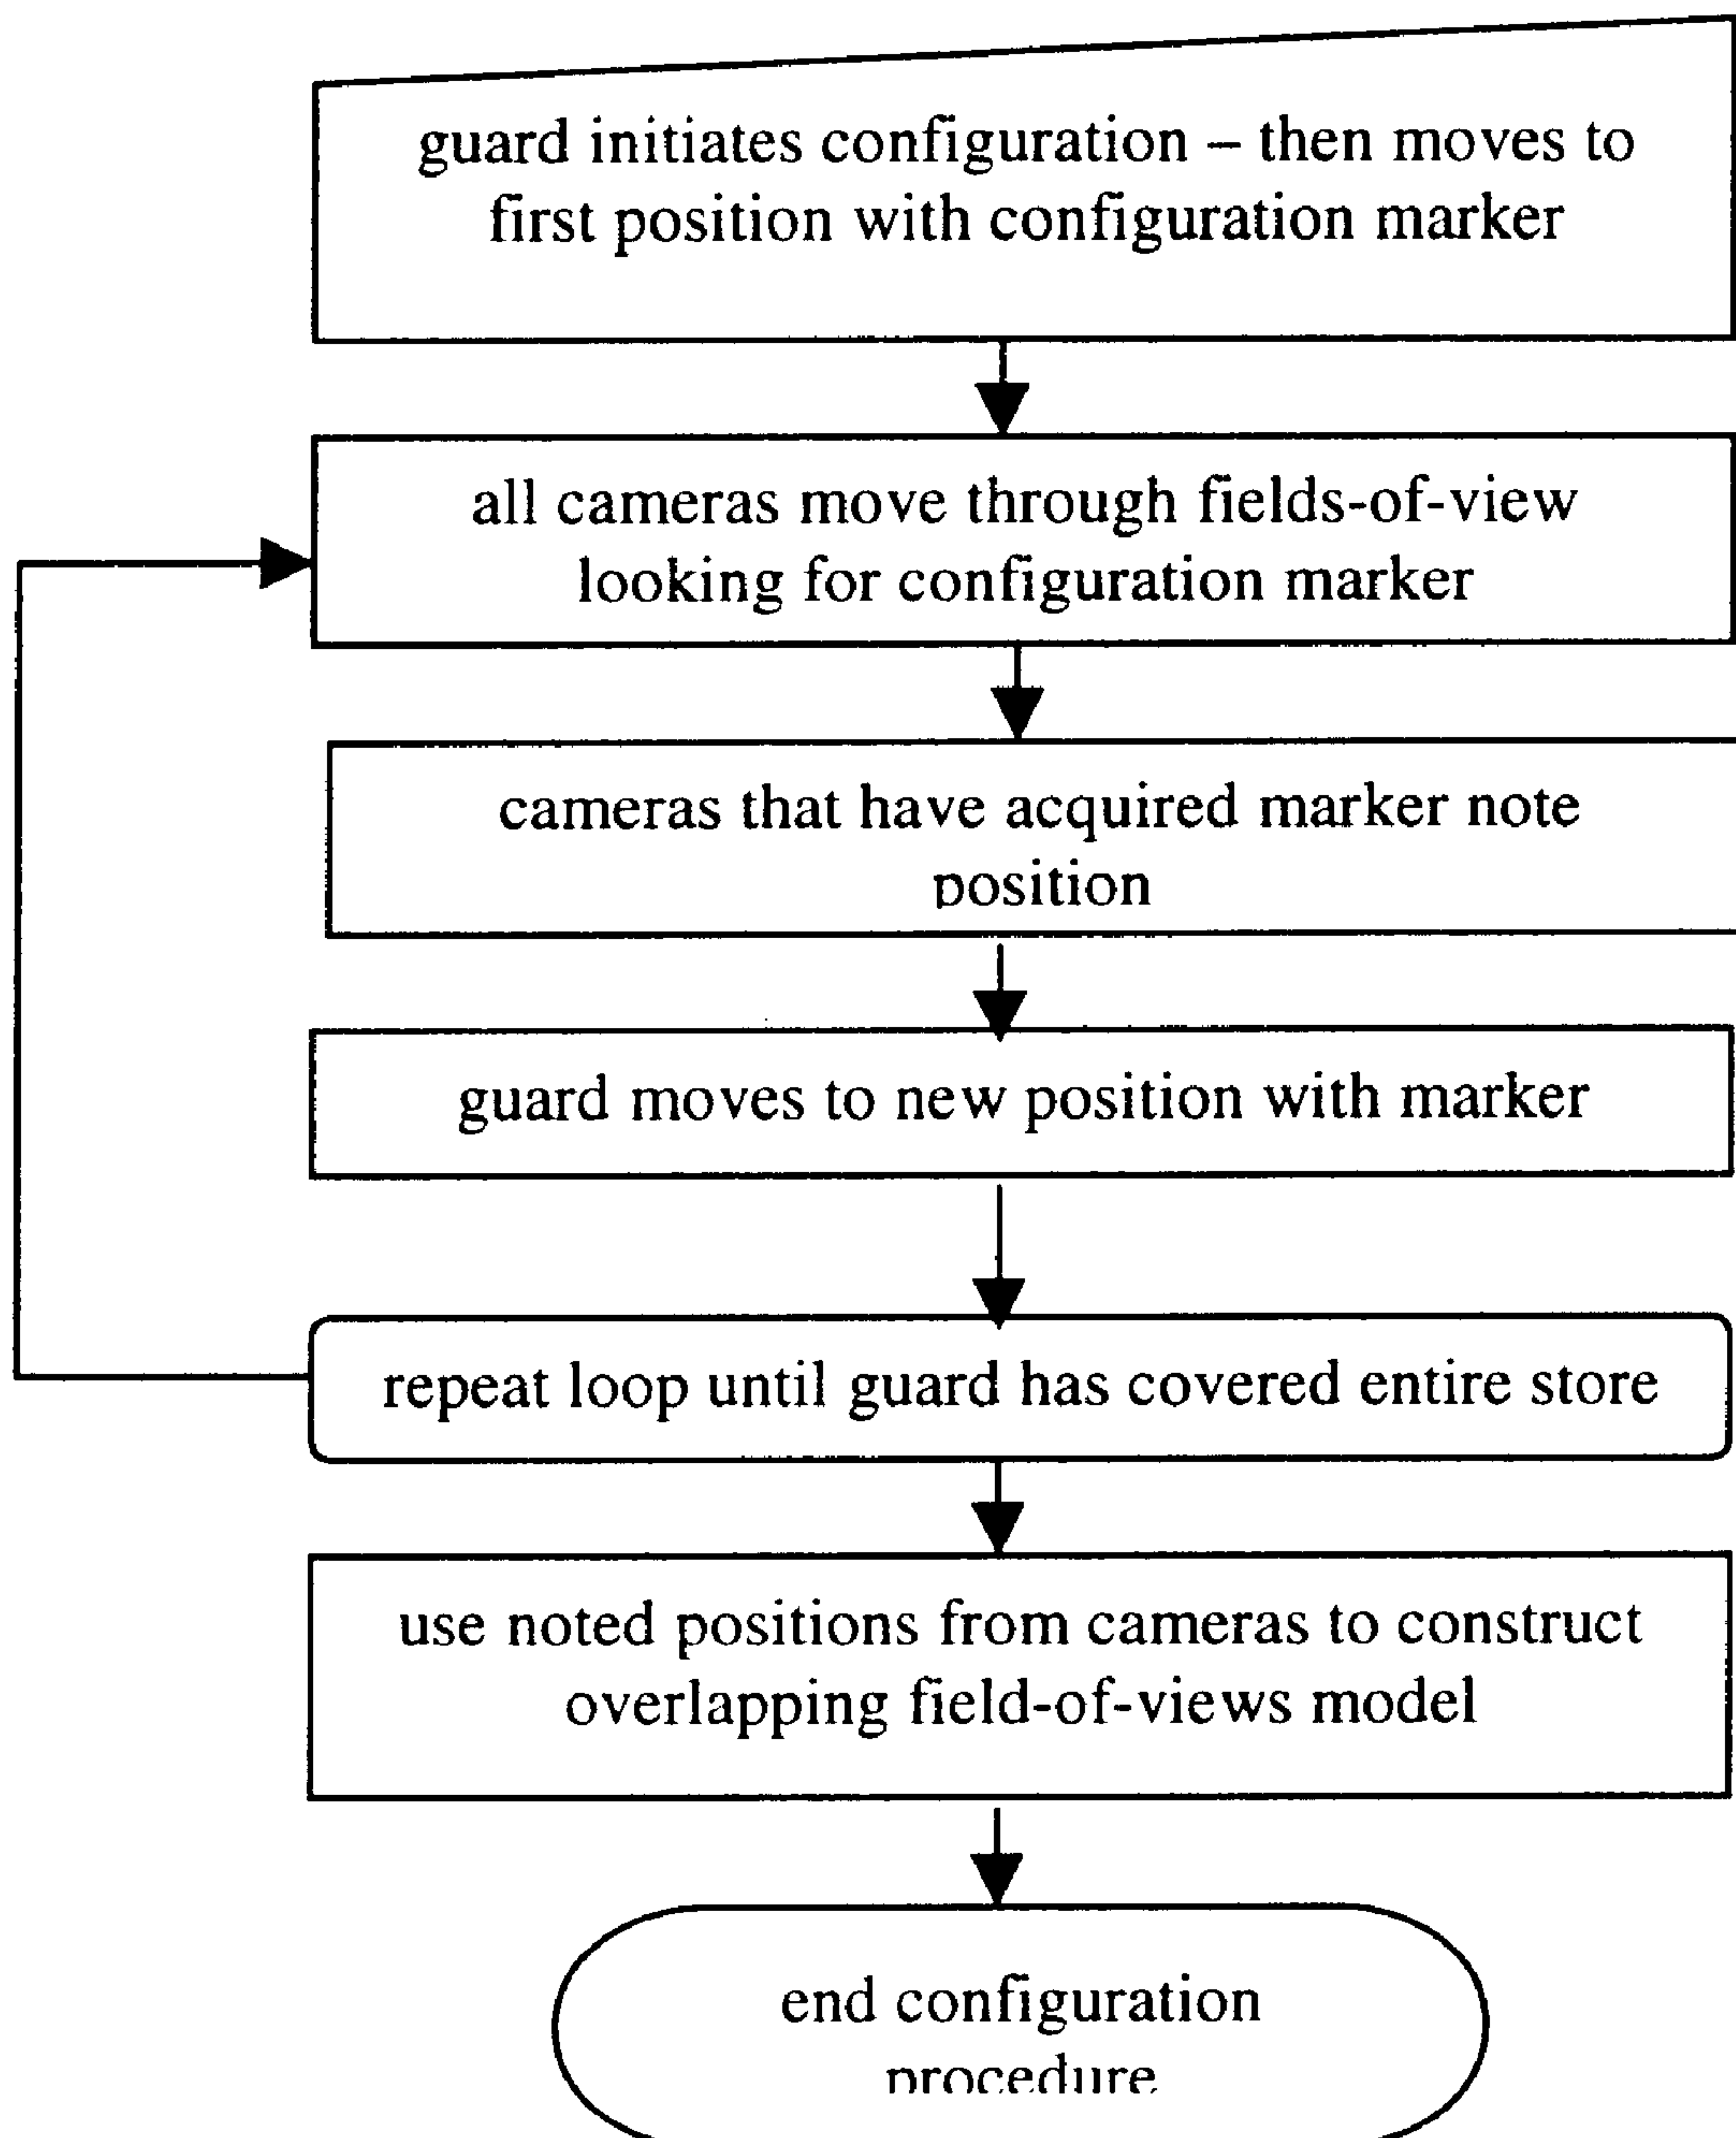 guard initiates configuration – then moves to
first position with configuration marker
all cameras move through fields-of-view
looking for configuration marker
cameras that have acquired marker note
position
guard moves to new position with marker
repeat loop until guard has covered entire store
use noted positions from cameras to construct
overlapping field-of-views model
end configuration
procedure